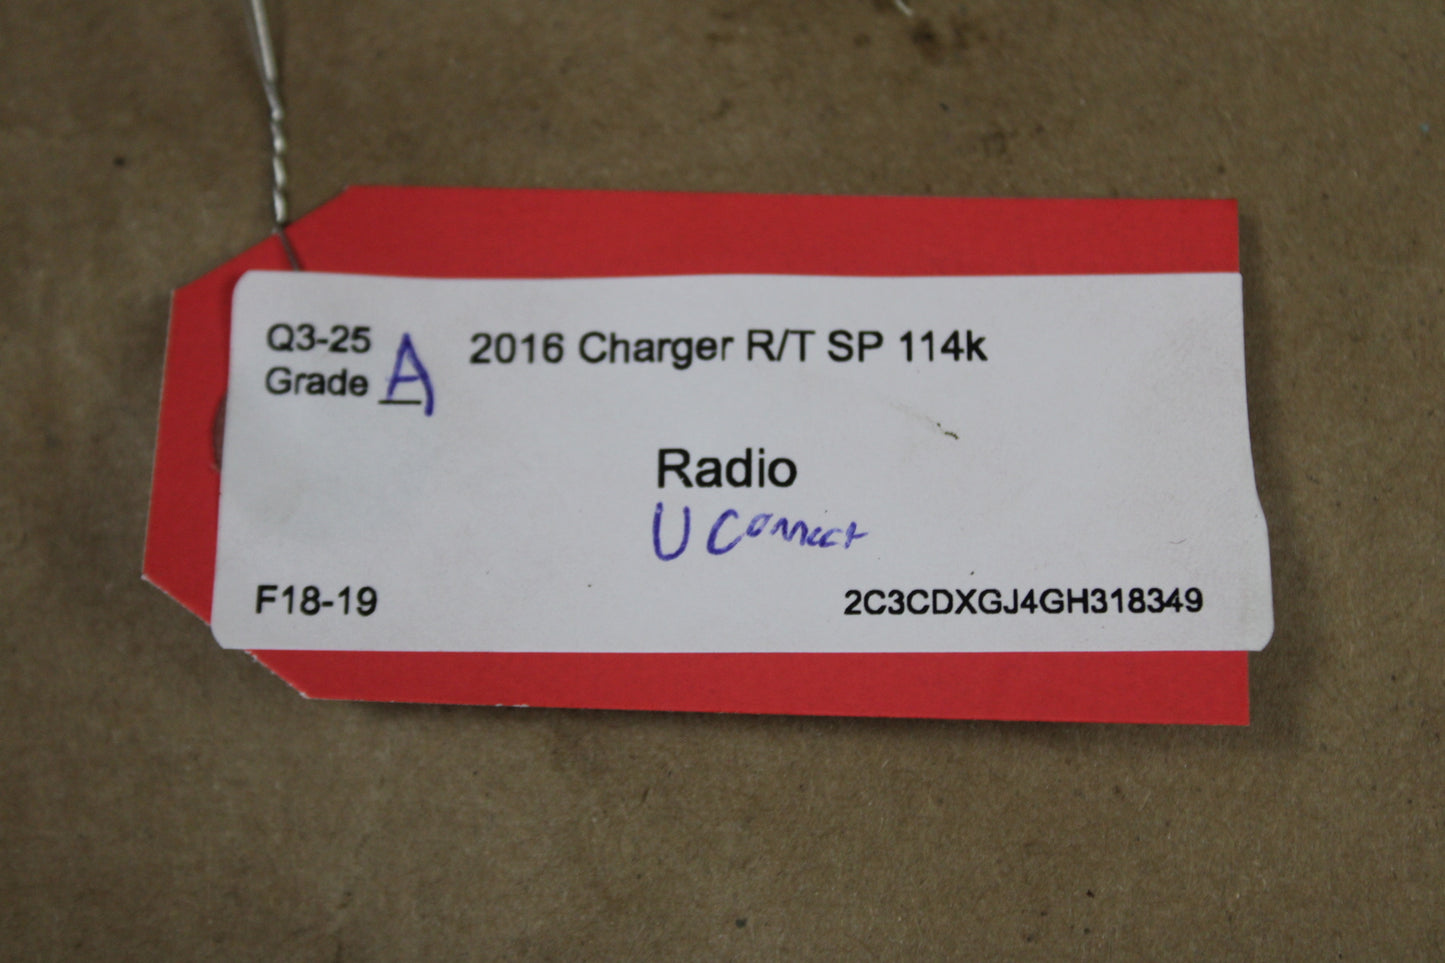 Q3-25
Grade A
2016 Charger R/T SP 114k
Radio
U Connect
F18-19
2C3CDXGJ4GH318349